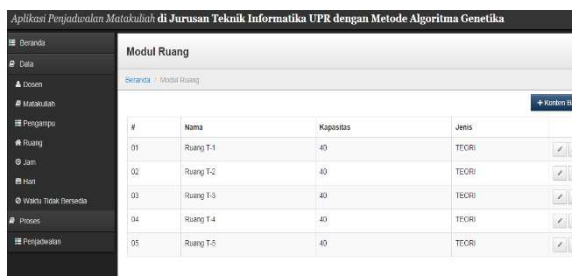 Aplikasi Penjadwalan Matakuliah di Jurusan Teknik Informatika UPR dengan Metode Algoritma Genetika
Beranda
Data
Dosen
Matakuliah
Pengampu
Ruang
Jam
Hari
Waktu Tidak Bersedia
Proses
Penjadwalan
Modul Ruang
Beranda / Modul Ruang
+ Konten B
# Nama Kapasitas Jenis
01 Ruang T-1 40 TEORI
02 Ruang T-2 40 TEORI
03 Ruang T-3 40 TEORI
04 Ruang T-4 40 TEORI
05 Ruang T-5 40 TEORI